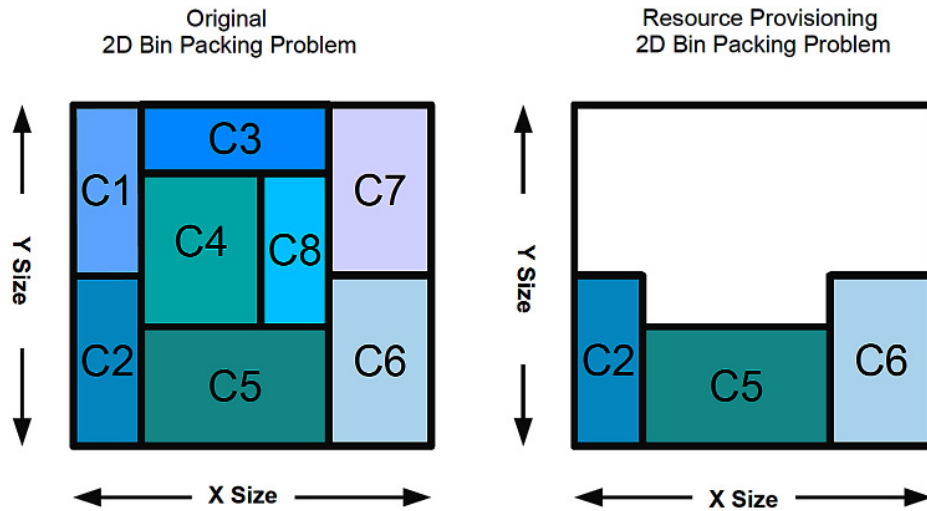 Original
2D Bin Packing Problem
Y Size
C1
C2
C3
C4
C8
C5
C7
C6
X Size
Resource Provisioning
2D Bin Packing Problem
Y Size
C2
C5
C6
X Size